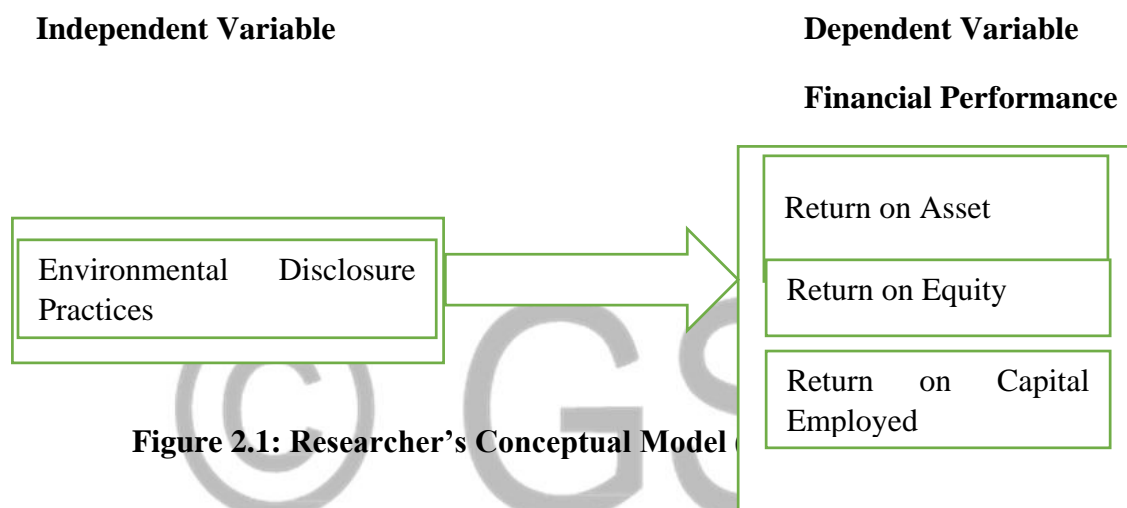 Independent Variable
Dependent Variable
Financial Performance
Return on Asset
Environmental Disclosure
Practices
Return on Equity
Return on Capital
Employed
Figure 2.1: Researcher’s Conceptual Model (
© GS